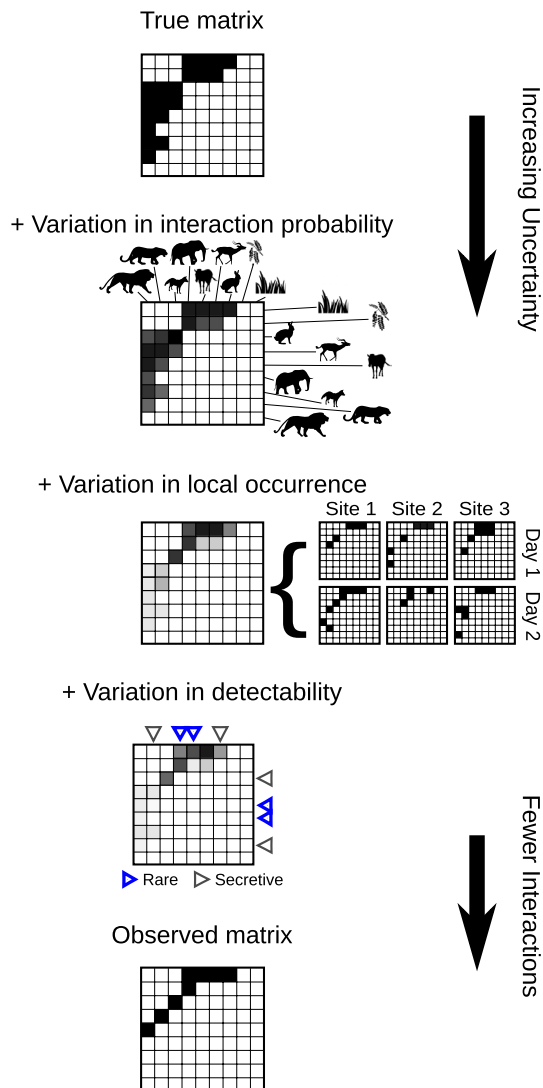 True matrix
Increasing Uncertainty
+ Variation in interaction probability
+ Variation in local occurrence
Site 1 Site 2 Site 3
Day 1
Day 2
{
+ Variation in detectability
Rare Secretive
Fewer Interactions
Observed matrix